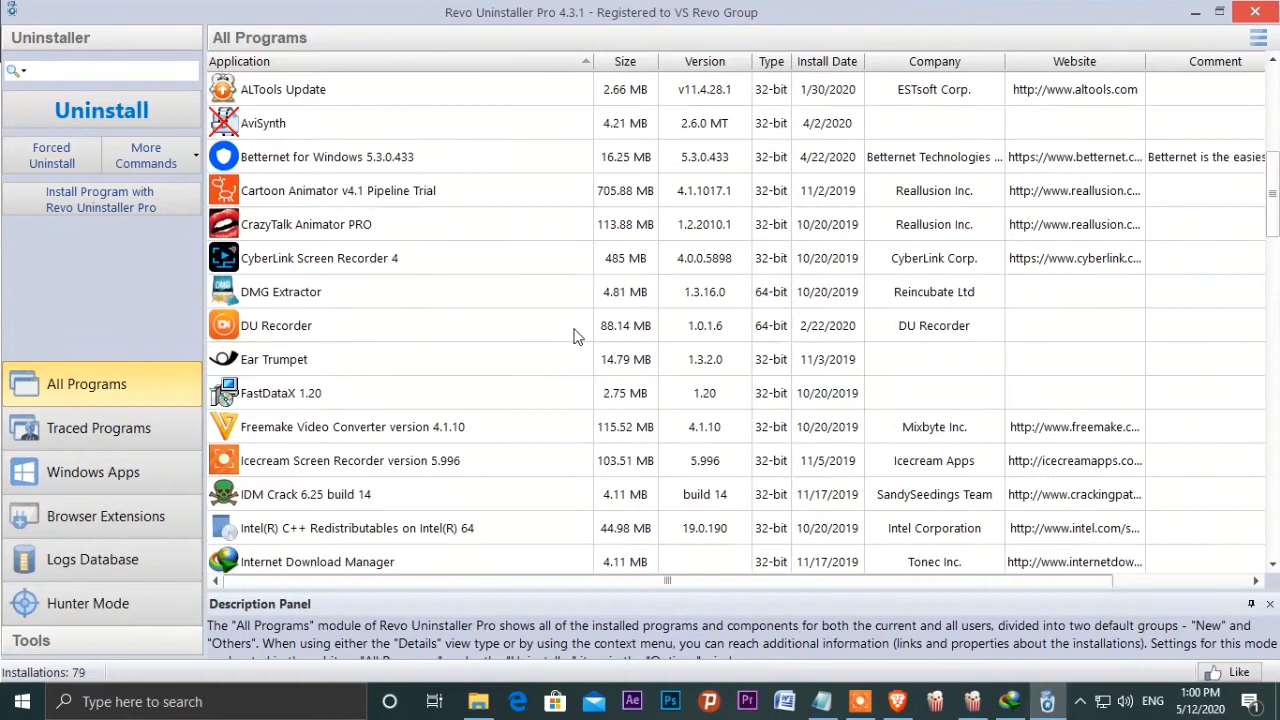 Revo Uninstaller Pro 4.3.1 - Registered to VS Revo Group
Uninstaller
Uninstall
Forced Uninstall
More Commands
Install Program with
Revo Uninstaller Pro
All Programs
Traced Programs
Windows Apps
Browser Extensions
Logs Database
Hunter Mode
Tools
All Programs
Application Size Version Type Install Date Company Website Comment
ALTools Update 2.66 MB v11.4.28.1 32-bit 1/30/2020 ESTsoft Corp. http://www.altools.com
AviSynth 4.21 MB 2.6.0 MT 32-bit 4/2/2020
Betternet for Windows 5.3.0.433 16.25 MB 5.3.0.433 32-bit 4/22/2020 Betternet Technologies ... https://www.betternet.c... Betternet is the easies
Cartoon Animator v4.1 Pipeline Trial 705.88 MB 4.1.1017.1 32-bit 11/2/2019 Reallusion Inc. http://www.reallusion.c...
CrazyTalk Animator PRO 113.88 MB 1.2.2010.1 32-bit 10/20/2019 Reallusion Inc. http://www.reallusion.c...
CyberLink Screen Recorder 4 485 MB 4.0.0.5898 32-bit 10/20/2019 CyberLink Corp. https://www.cyberlink.c...
DMG Extractor 4.81 MB 1.3.16.0 64-bit 10/20/2019 Reincubate Ltd
DU Recorder 88.14 MB 1.0.1.6 64-bit 2/22/2020 DU Recorder
Ear Trumpet 14.79 MB 1.3.2.0 32-bit 11/3/2019
FastDataX 1.20 2.75 MB 1.20 32-bit 10/20/2019
Freemake Video Converter version 4.1.10 115.52 MB 4.1.10 32-bit 10/20/2019 Mixbyte Inc. http://www.freemake.c...
Icecream Screen Recorder version 5.996 103.51 MB 5.996 32-bit 11/5/2019 Icecream Apps http://icecreamapps.co...
IDM Crack 6.25 build 14 4.11 MB build 14 32-bit 11/17/2019 SandySeedings Team http://www.crackingpat...
Intel(R) C++ Redistributables on Intel(R) 64 44.98 MB 19.0.190 32-bit 10/20/2019 Intel Corporation http://www.intel.com/s...
Internet Download Manager 4.11 MB 32-bit 11/17/2019 Tonec Inc. http://www.internetdow...
Description Panel
The "All Programs" module of Revo Uninstaller Pro shows all of the installed programs and components for both the current and all users, divided into two default groups - "New" and
"Others". When using either the "Details" view type or by using the context menu, you can reach additional information (links and properties about the installations). Settings for this mode
Installations: 79
Like
Type here to search
Ae
Ps
Pr
ENG
1:00 PM
5/12/2020
1